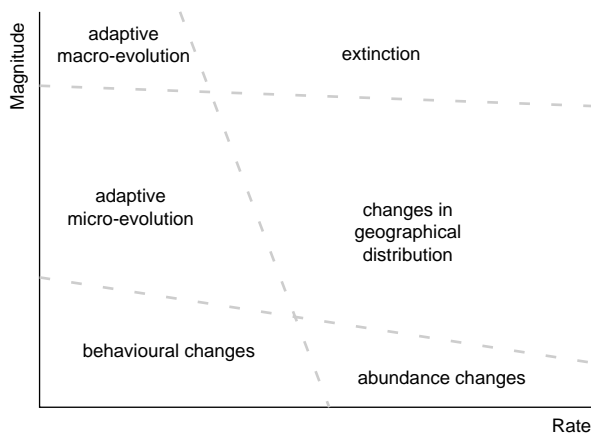 Magnitude
adaptive
macro-evolution
extinction
adaptive
micro-evolution
changes in
geographical
distribution
behavioural changes
abundance changes
Rate